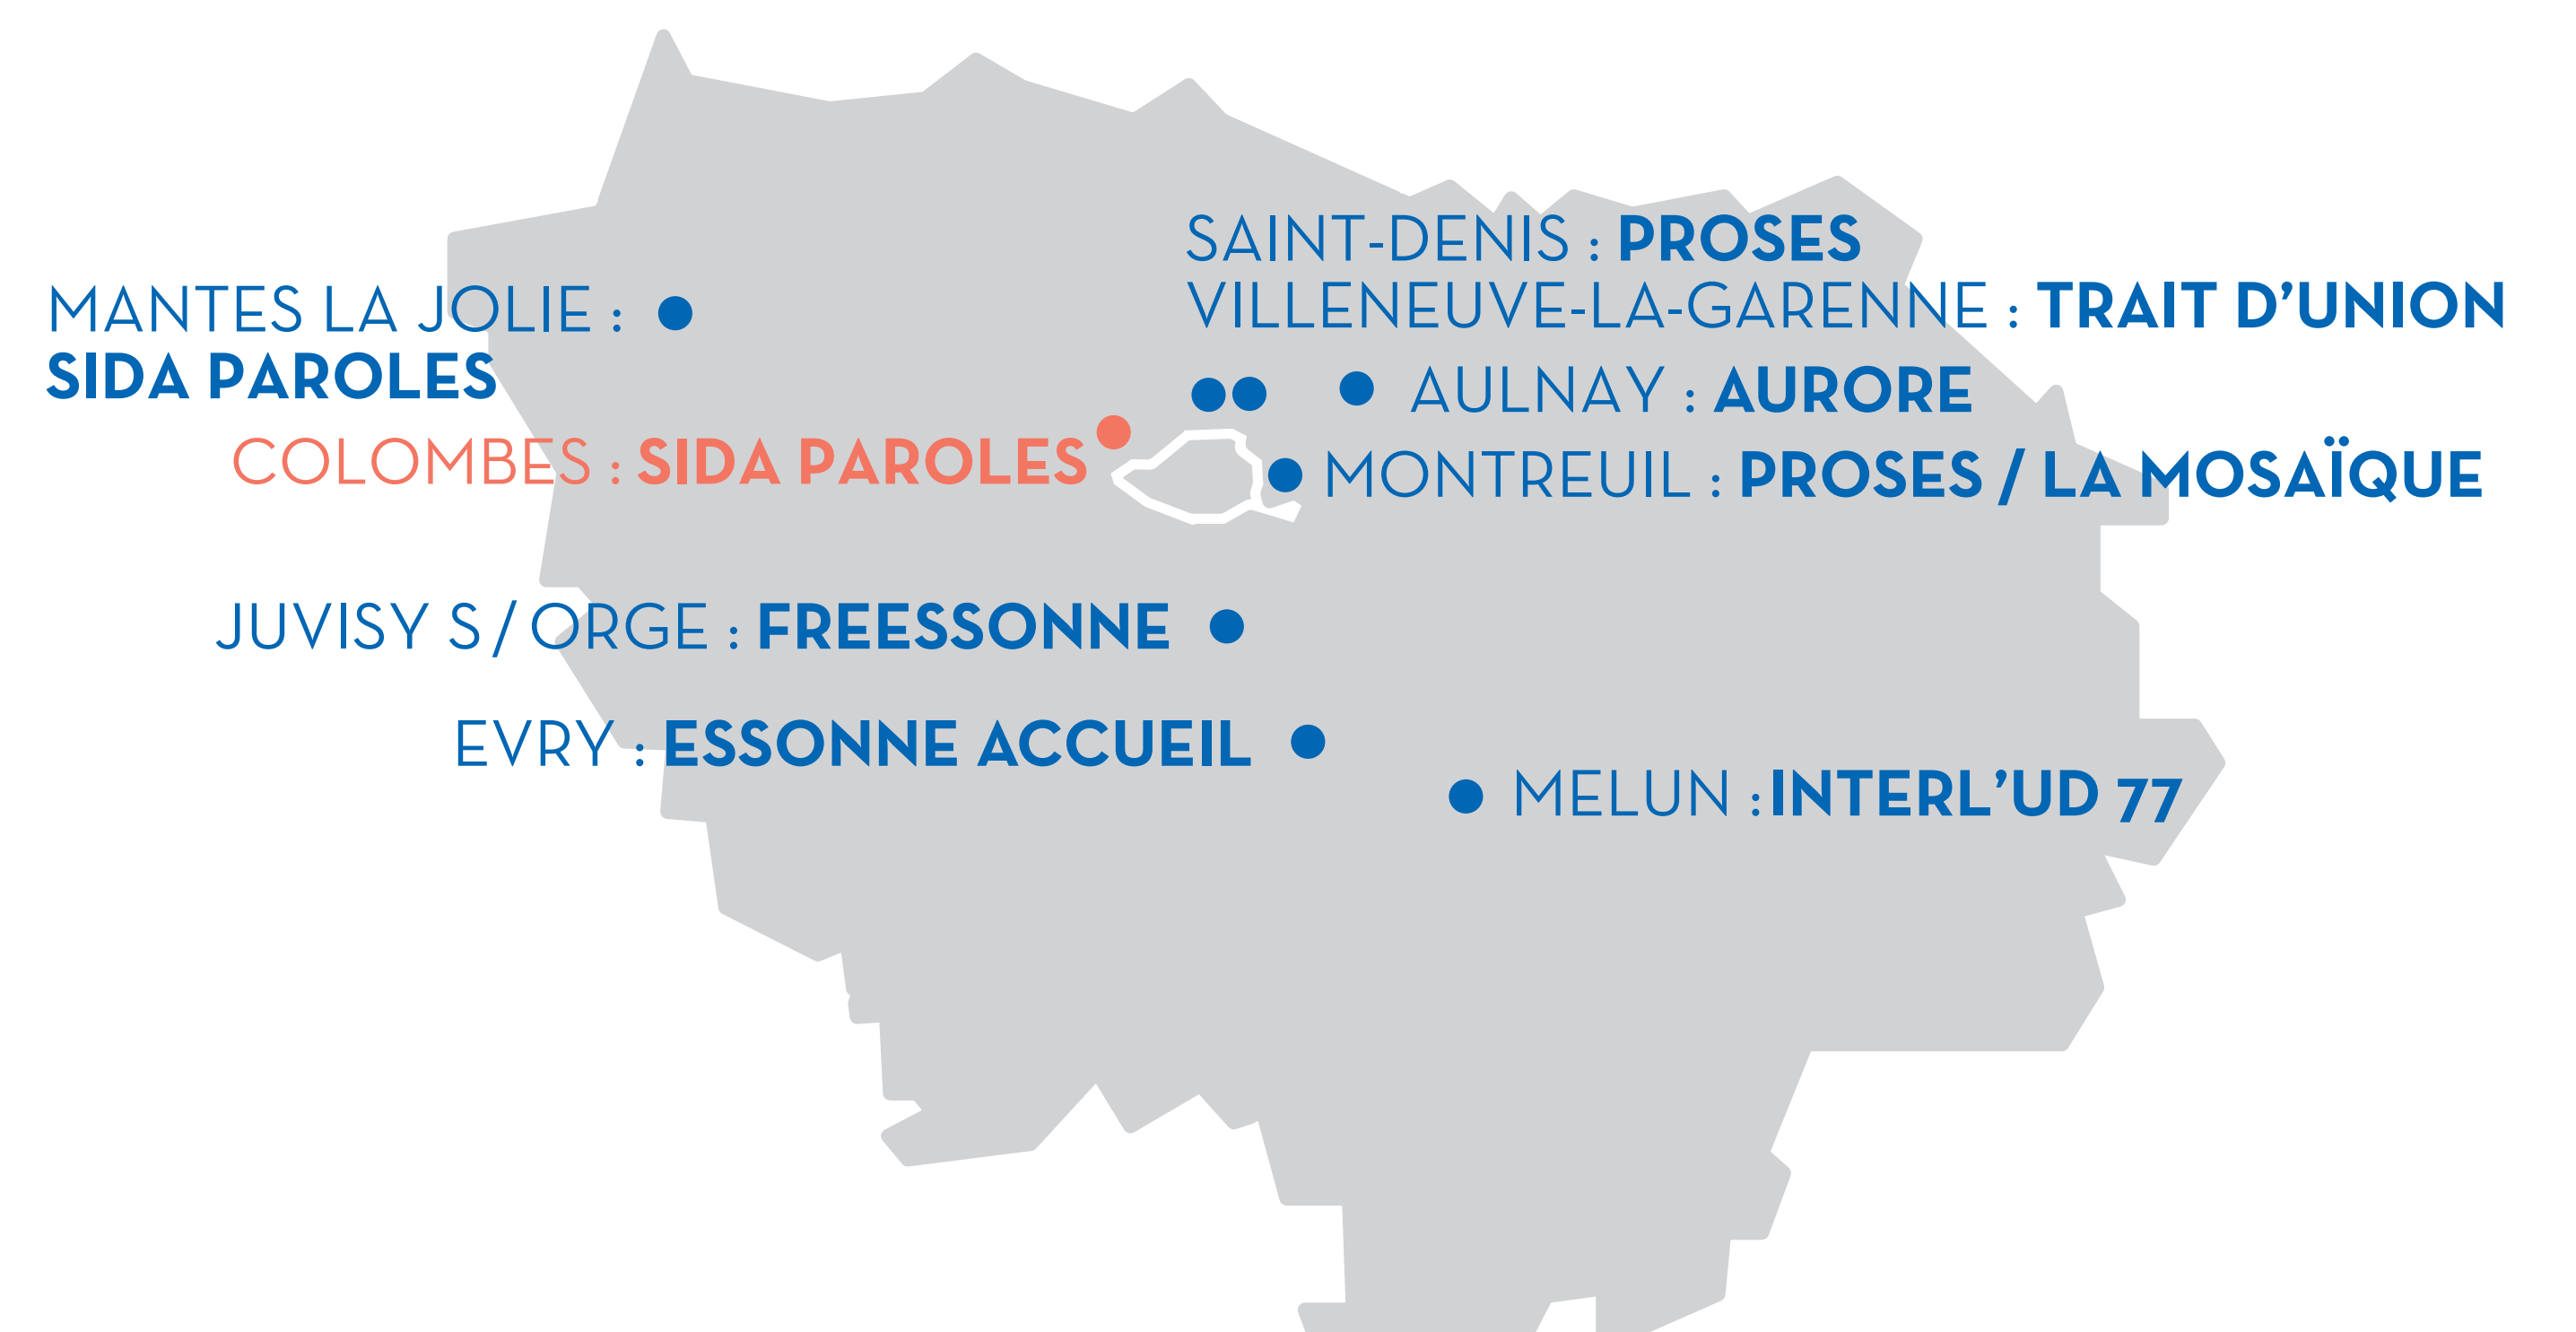 SAINT-DENIS : PROSES
VILLENEUVE-LA-GARENNE : TRAIT D’UNION
MANTES LA JOLIE :
SIDA PAROLES
AULNAY : AURORE
COLOMBES : SIDA PAROLES
MONTREUIL : PROSES / LA MOSAÏQUE
JUVISY S/ORGE : FREESSONNE
EVRY : ESSONNE ACCUEIL
MELUN : INTERL’UD 77